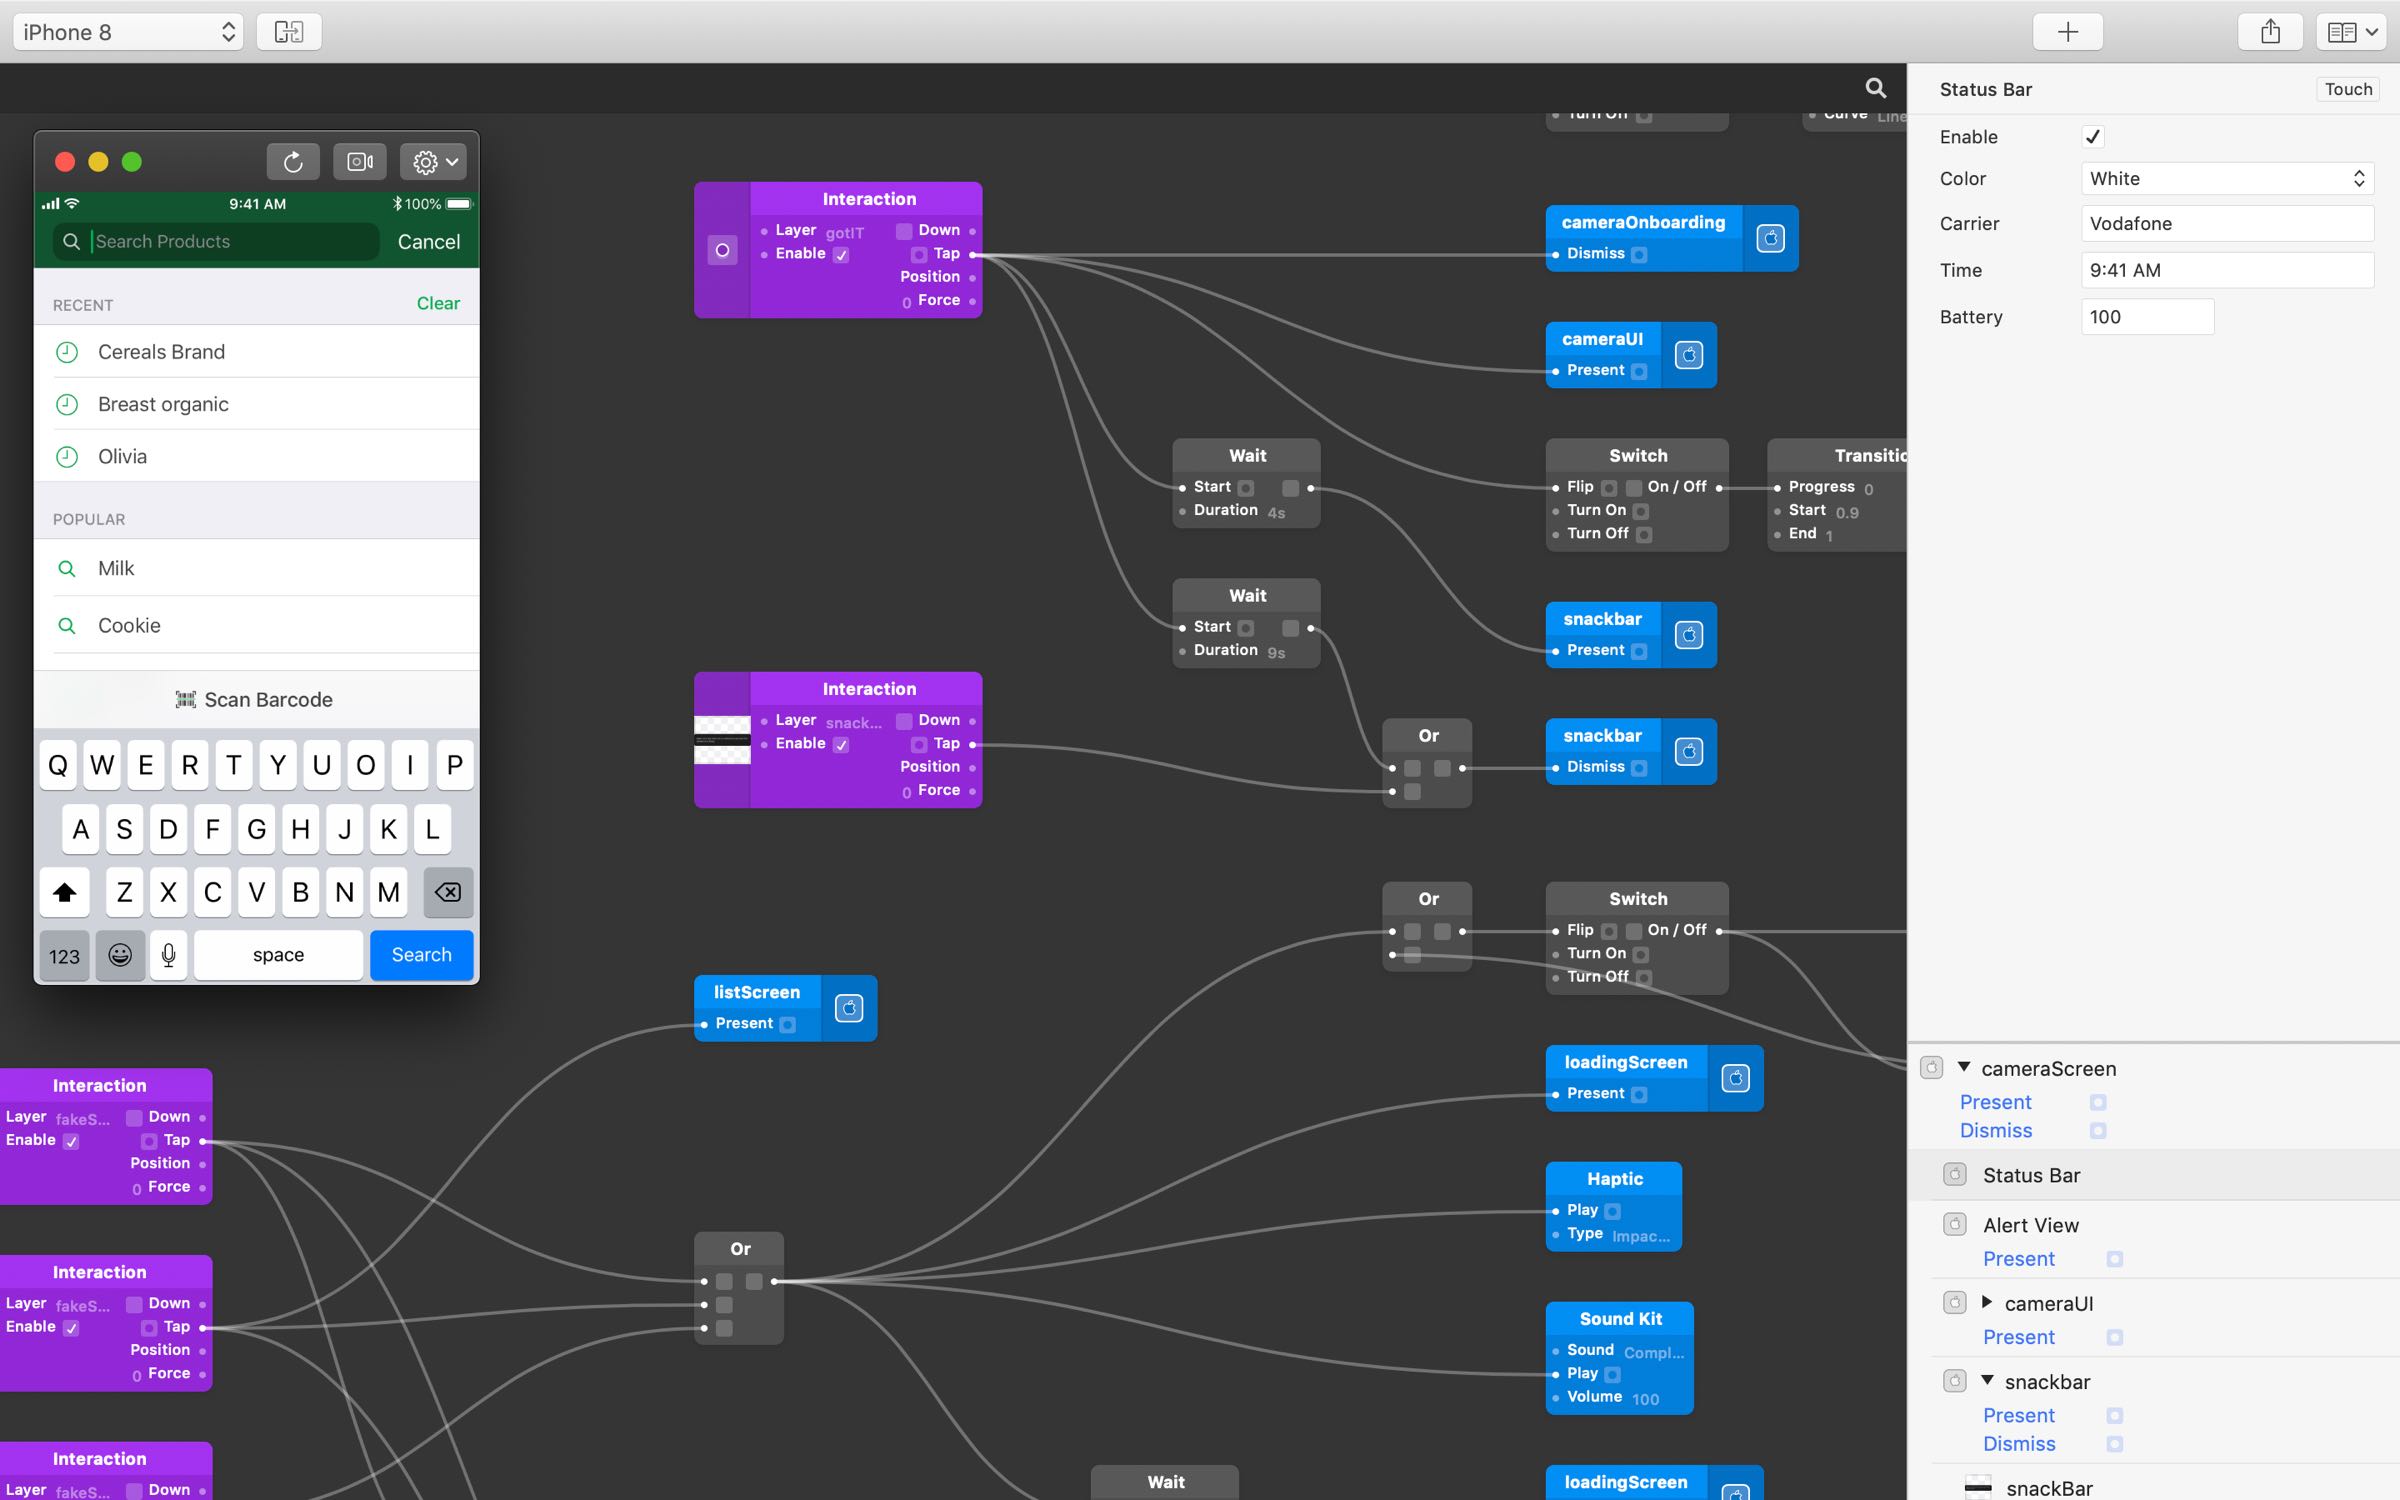 iPhone 8
9:41 AM
100%
Search Products
Cancel
RECENT
Clear
Cereals Brand
Breast organic
Olivia
POPULAR
Milk
Cookie
Scan Barcode
Q W E R T Y U O I P
A S D F G H J K L
Z X C V B N M
123
space
Search
Interaction
Layer gotIT Down
Enable Tap
Position
0 Force
Interaction
Layer snack... Down
Enable Tap
Position
0 Force
listScreen
Present
Interaction
Layer fakeS... Down
Enable Tap
Position
0 Force
Interaction
Layer fakeS... Down
Enable Tap
Position
0 Force
Interaction
Layer fakeS... Down
Or
Wait
Start
Duration 4s
Wait
Start
Duration 9s
Or
Or
Wait
Turn On
Curve Line
cameraOnboarding
Dismiss
cameraUI
Present
Switch
Flip On / Off
Turn On
Turn Off
Transitio
Progress 0
Start 0.9
End 1
snackbar
Present
snackbar
Dismiss
Switch
Flip On / Off
Turn On
Turn Off
loadingScreen
Present
Haptic
Play
Type Impac...
Sound Kit
Sound Compl...
Play
Volume 100
loadingScreen
Status Bar
Touch
Enable
Color White
Carrier Vodafone
Time 9:41 AM
Battery 100
cameraScreen
Present
Dismiss
Status Bar
Alert View
Present
cameraUI
Present
snackbar
Present
Dismiss
snackBar